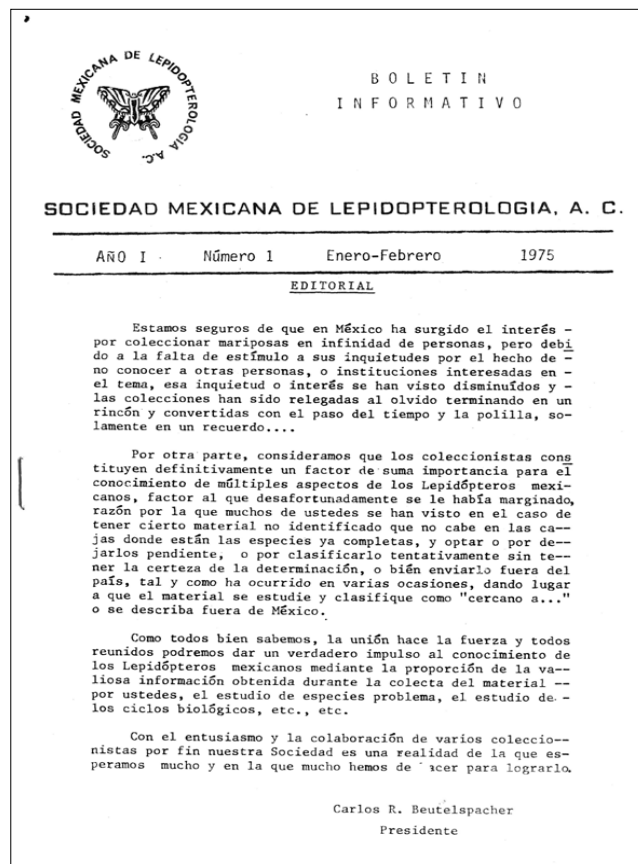 SOCIEDAD MEXICANA DE LEPIDOPTEROLOGIA A.C.
BOLETIN
INFORMATIVO
SOCIEDAD MEXICANA DE LEPIDOPTEROLOGIA, A. C.
AÑO I Número 1 Enero-Febrero 1975
EDITORIAL
Estamos seguros de que en México ha surgido el interés -
por coleccionar mariposas en infinidad de personas, pero debi
do a la falta de estímulo a sus inquietudes por el hecho de -
no conocer a otras personas, o instituciones interesadas en -
el tema, esa inquietud o interés se han visto disminuídos y -
las colecciones han sido relegadas al olvido terminando en un
rincón y convertidas con el paso del tiempo y la polilla, so-
lamente en un recuerdo....
Por otra parte, consideramos que los coleccionistas cons
tituyen definitivamente un factor de suma importancia para el
conocimiento de múltiples aspectos de los Lepidópteros mexi-
canos, factor al que desafortunadamente se le había marginado,
razón por la que muchos de ustedes se han visto en el caso de
tener cierto material no identificado que no cabe en las ca--
jas donde están las especies ya completas, y optar o por de-
jarlos pendiente, o por clasificarlo tentativamente sin te--
ner la certeza de la determinación, o bién enviarlo fuera del
país, tal y como ha ocurrido en varias ocasiones, dando lugar
a que el material se estudie y clasifique como "cercano a..."
o se describa fuera de México.
Como todos bien sabemos, la unión hace la fuerza y todos
reunidos podremos dar un verdadero impulso al conocimiento de
los Lepidópteros mexicanos mediante la proporción de la va--
liosa información obtenida durante la colecta del material --
por ustedes, el estudio de especies problema, el estudio de -
los ciclos biológicos, etc., etc.
Con el entusiasmo y la colaboración de varios coleccio--
nistas por fin nuestra Sociedad es una realidad de la que es-
peramos mucho y en la que mucho hemos de acer para lograrlo.
Carlos R. Beutelspacher
Presidente